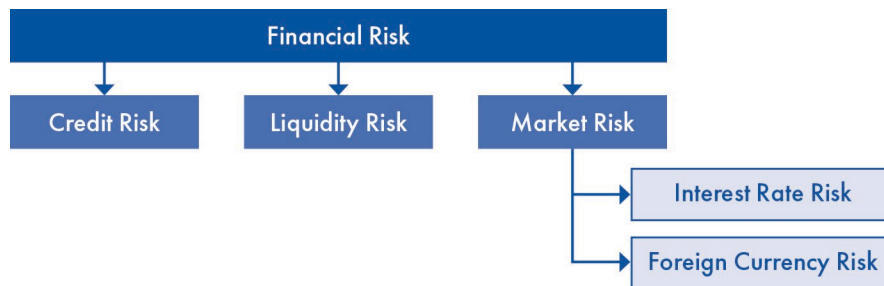 Financial Risk
Credit Risk
Liquidity Risk
Market Risk
Interest Rate Risk
Foreign Currency Risk